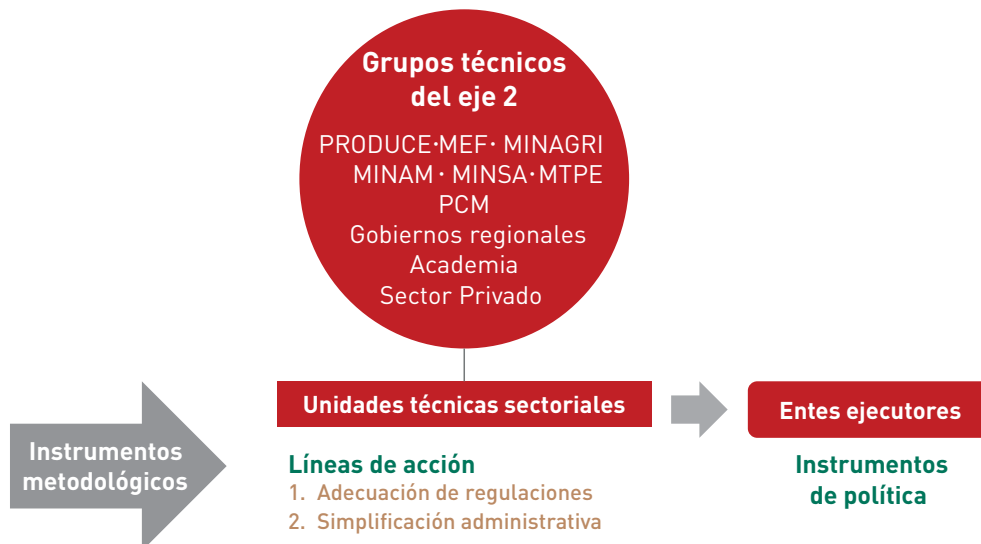 Grupos técnicos
del eje 2
PRODUCE·MEF· MINAGRI
MINAM · MINSA·MTPE
PCM
Gobiernos regionales
Academia
Sector Privado
Instrumentos
metodológicos
Unidades técnicas sectoriales
Líneas de acción
1. Adecuación de regulaciones
2. Simplificación administrativa
Entes ejecutores
Instrumentos
de política